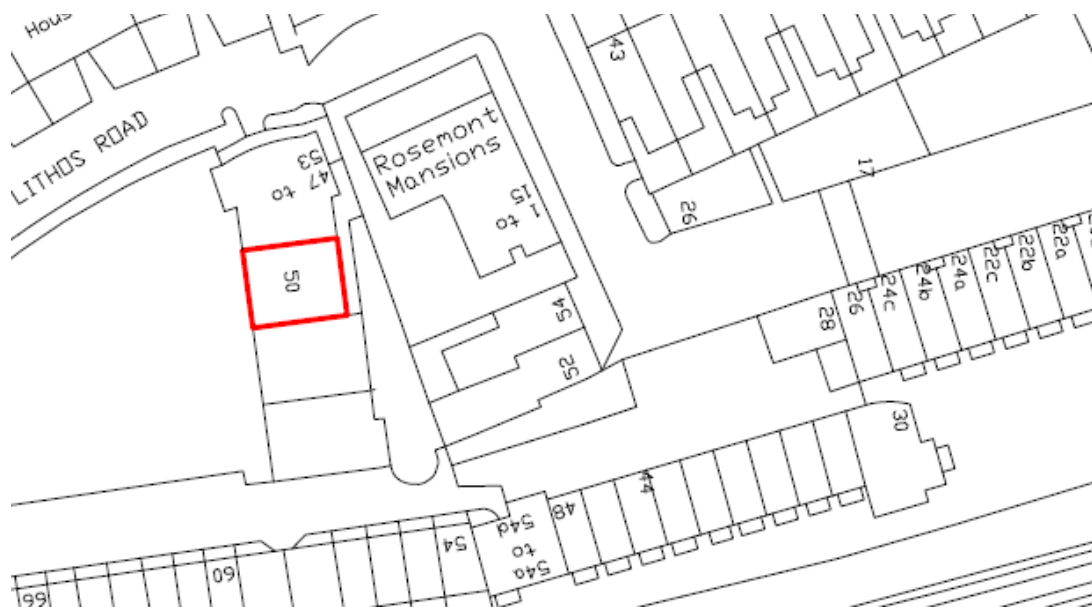 Hous
LITHOS ROAD
47
to
53
50
Rosemont
Mansions
1 to
15
43
26
17
54
52
28
26
24c
24b
24a
22c
22b
22a
30
44
48
54d
to
54a
54
60
66